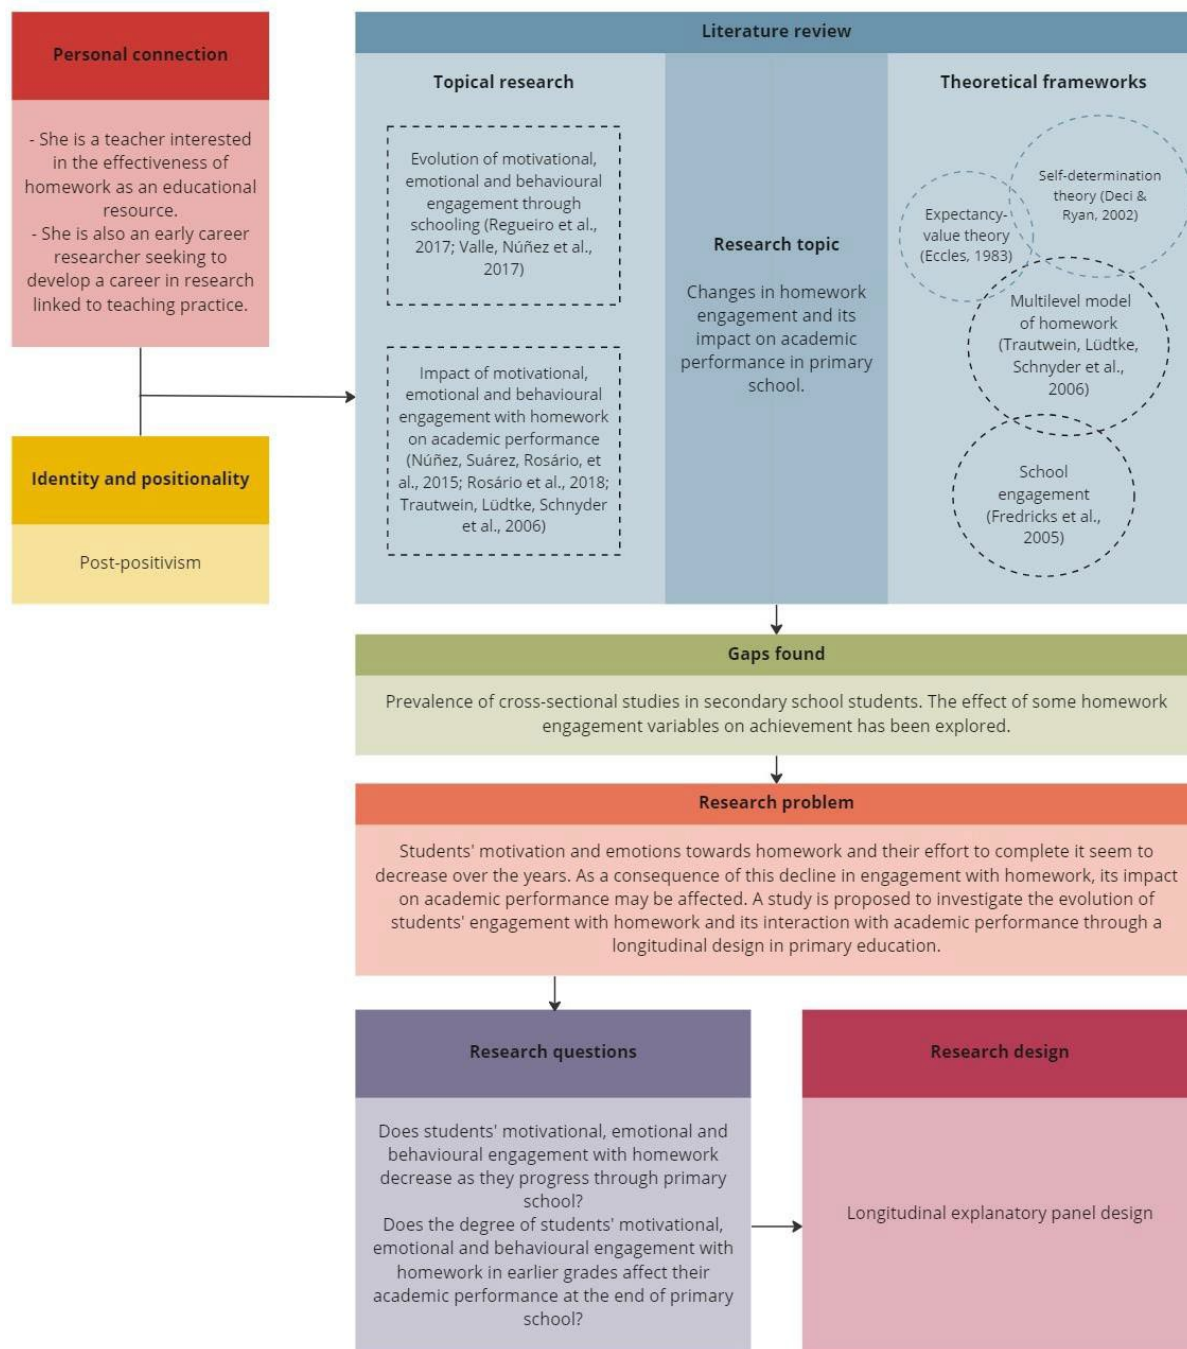 Personal connection
- She is a teacher interested
in the effectiveness of
homework as an educational
resource.
- She is also an early career
researcher seeking to
develop a career in research
linked to teaching practice.
Identity and positionality
Post-positivism
Literature review
Topical research
Evolution of motivational,
emotional and behavioural
engagement through
schooling (Regueiro et al.,
2017; Valle, Núñez et al.,
2017)
Impact of motivational,
emotional and behavioural
engagement with homework
on academic performance
(Núñez, Suárez, Rosário, et
al., 2015; Rosário et al., 2018;
Trautwein, Lüdtke, Schnyder
et al., 2006)
Research topic
Changes in homework
engagement and its
impact on academic
performance in primary
school.
Theoretical frameworks
Self-determination
theory (Deci &
Ryan, 2002)
Expectancy-
value theory
(Eccles, 1983)
Multilevel model
of homework
(Trautwein, Lüdtke,
Schnyder et al.,
2006)
School
engagement
(Fredricks et al.,
2005)
Gaps found
Prevalence of cross-sectional studies in secondary school students. The effect of some homework
engagement variables on achievement has been explored.
Research problem
Students' motivation and emotions towards homework and their effort to complete it seem to
decrease over the years. As a consequence of this decline in engagement with homework, its impact
on academic performance may be affected. A study is proposed to investigate the evolution of
students' engagement with homework and its interaction with academic performance through a
longitudinal design in primary education.
Research questions
Does students' motivational, emotional and
behavioural engagement with homework
decrease as they progress through primary
school?
Does the degree of students' motivational,
emotional and behavioural engagement with
homework in earlier grades affect their
academic performance at the end of primary
school?
Research design
Longitudinal explanatory panel design